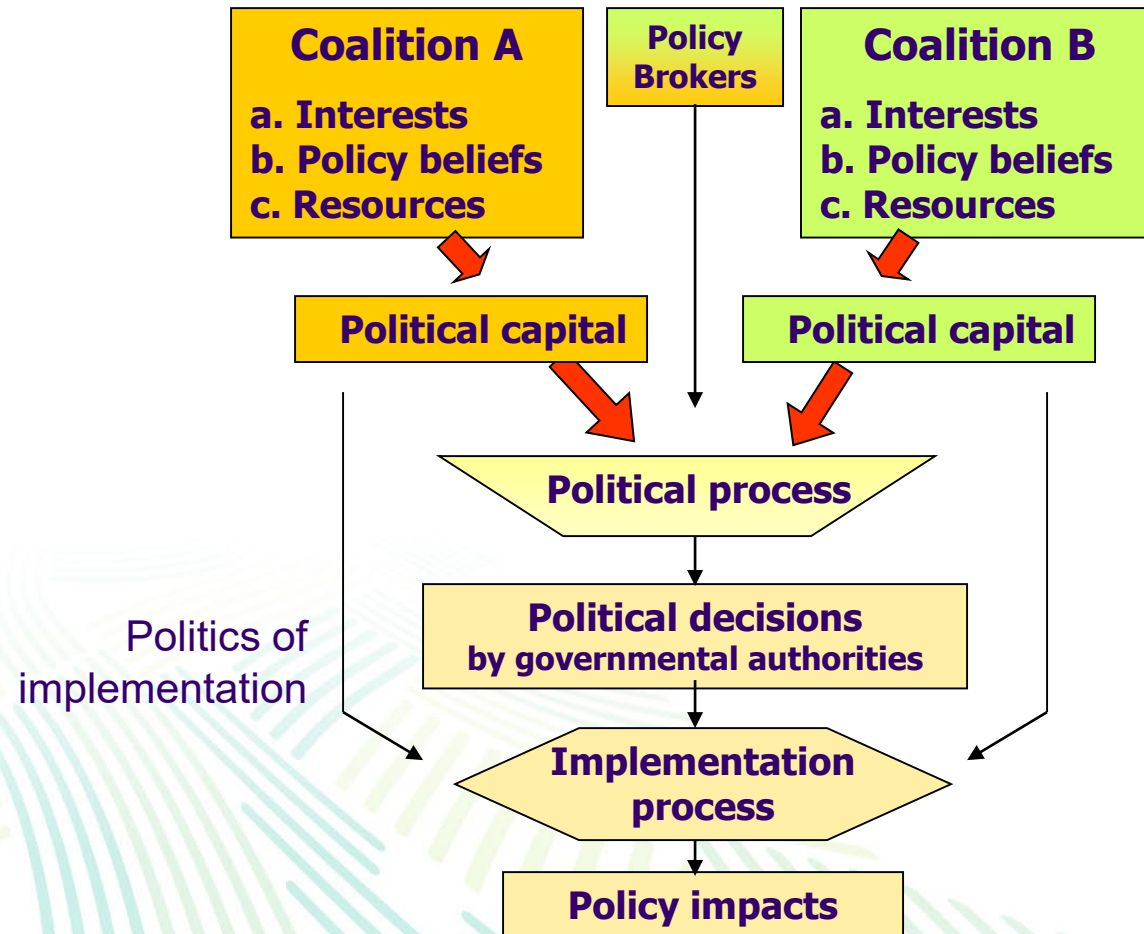 Coalition A
a. Interests
b. Policy beliefs
c. Resources
Policy
Brokers
Coalition B
a. Interests
b. Policy beliefs
c. Resources
Political capital
Political capital
Political process
Political decisions
by governmental authorities
Politics of
implementation
Implementation
process
Policy impacts